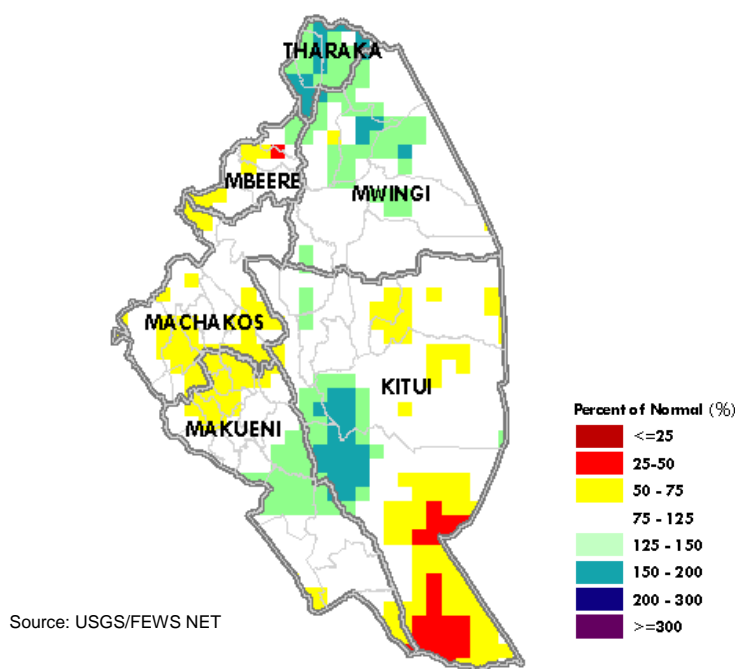 THARAKA
MBEERE
MWINGI
MACHAKOS
KITUI
MAKUENI
Percent of Normal (%)
<=25
25-50
50 - 75
75 - 125
125 - 150
150 - 200
200 - 300
>=300
Source: USGS/FEWS NET